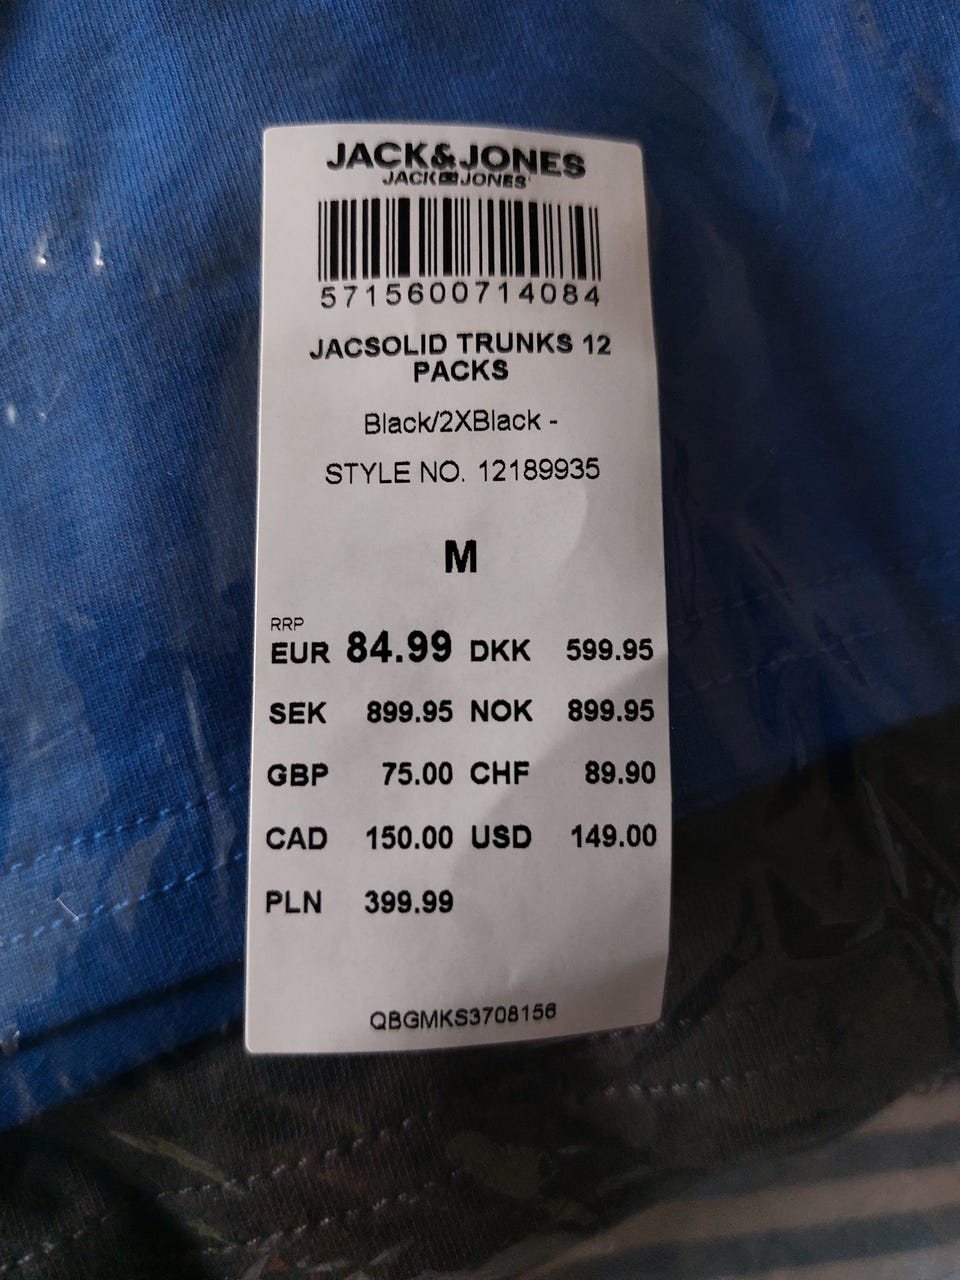 JACK&JONES
JACK & JONES
5715600714084
JACSOLID TRUNKS 12
PACKS
Black/2XBlack -
STYLE NO. 12189935
M
RRP
EUR 84.99 DKK 599.95
SEK 899.95 NOK 899.95
GBP 75.00 CHF 89.90
CAD 150.00 USD 149.00
PLN 399.99
QBGMKS3708156